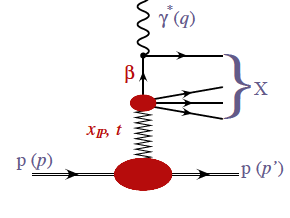 γ*(q)
β
X
x_IP, t
p (p)
p (p')